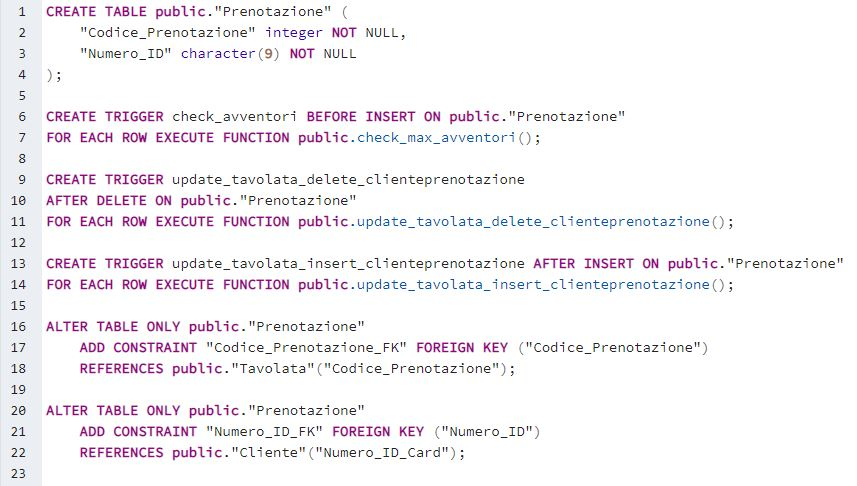 1 CREATE TABLE public."Prenotazione" (
2     "Codice_Prenotazione" integer NOT NULL,
3     "Numero_ID" character(9) NOT NULL
4 );
5
6 CREATE TRIGGER check_avventori BEFORE INSERT ON public."Prenotazione"
7 FOR EACH ROW EXECUTE FUNCTION public.check_max_avventori();
8
9 CREATE TRIGGER update_tavolata_delete_clienteprenotazione
10 AFTER DELETE ON public."Prenotazione"
11 FOR EACH ROW EXECUTE FUNCTION public.update_tavolata_delete_clienteprenotazione();
12
13 CREATE TRIGGER update_tavolata_insert_clienteprenotazione AFTER INSERT ON public."Prenotazione"
14 FOR EACH ROW EXECUTE FUNCTION public.update_tavolata_insert_clienteprenotazione();
15
16 ALTER TABLE ONLY public."Prenotazione"
17     ADD CONSTRAINT "Codice_Prenotazione_FK" FOREIGN KEY ("Codice_Prenotazione")
18     REFERENCES public."Tavolata"("Codice_Prenotazione");
19
20 ALTER TABLE ONLY public."Prenotazione"
21     ADD CONSTRAINT "Numero_ID_FK" FOREIGN KEY ("Numero_ID")
22     REFERENCES public."Cliente"("Numero_ID_Card");
23